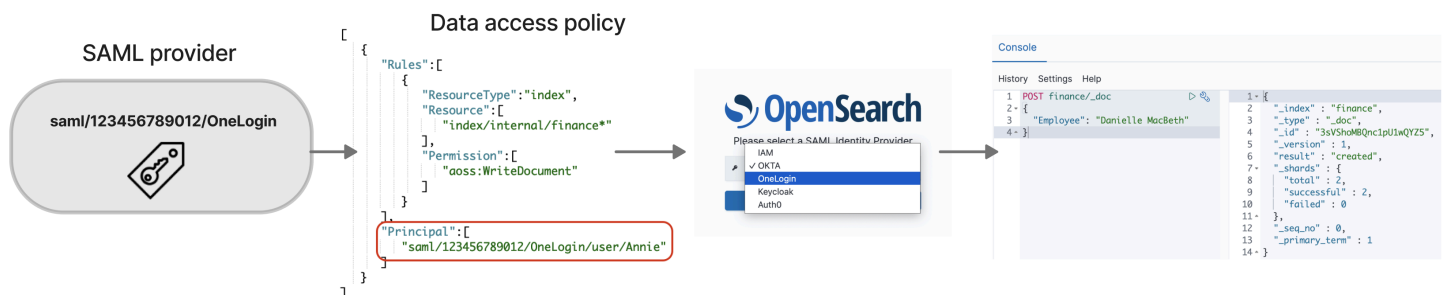 SAML provider
saml/123456789012/OneLogin
Data access policy
[
{
"Rules":[
{
"ResourceType":"index",
"Resource":[
"index/internal/finance*"
],
"Permission":[
"aoss:WriteDocument"
]
}
],
"Principal":[
"saml/123456789012/OneLogin/user/Annie"
]
}
]
OpenSearch
Please select a SAML Identity Provider
IAM
✓ OKTA
OneLogin
Keycloak
Auth0
Console
History Settings Help
1 POST finance/_doc
2 {
3 "Employee": "Danielle MacBeth"
4 }
1 {
2 "_index" : "finance",
3 "_type" : "_doc",
4 "_id" : "3sVShoMBQnc1pU1wQYZ5",
5 "_version" : 1,
6 "result" : "created",
7 "_shards" : {
8 "total" : 2,
9 "successful" : 2,
10 "failed" : 0
11 },
12 "_seq_no" : 0,
13 "_primary_term" : 1
14 }